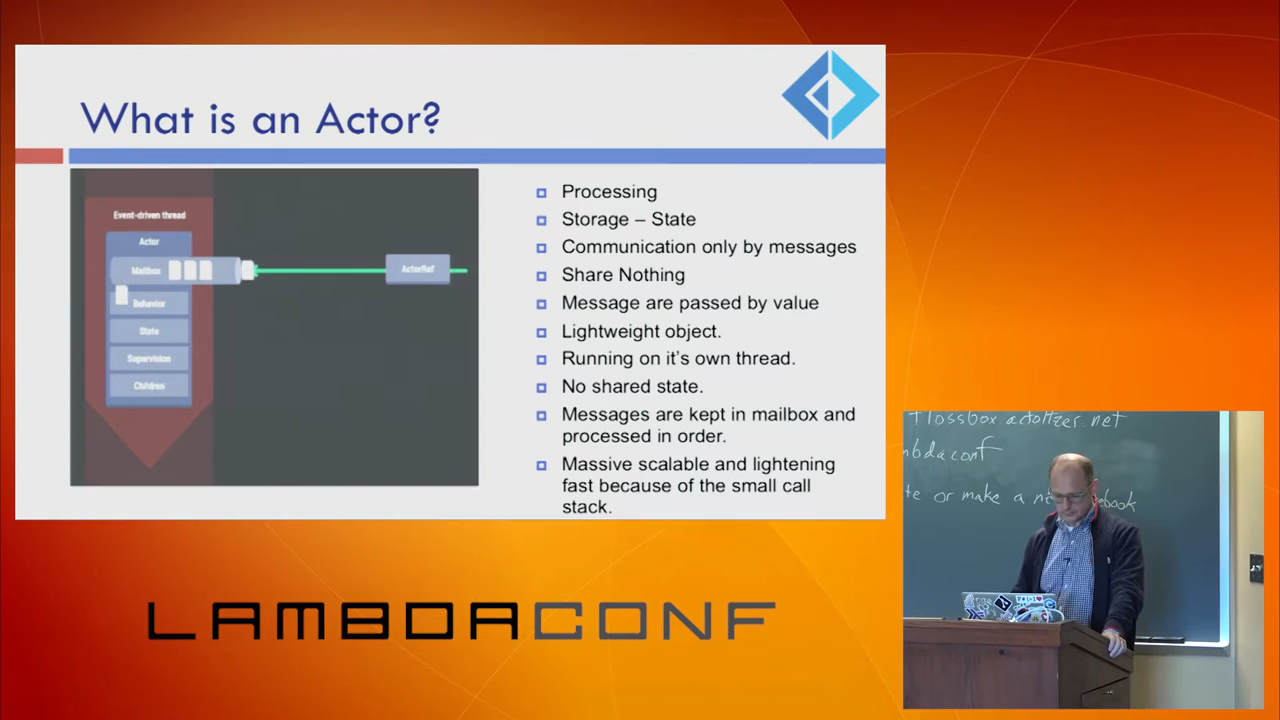 What is an Actor?
Event-driven thread
Actor
Mailbox
Behavior
State
Supervision
Children
ActorRef
Processing
Storage – State
Communication only by messages
Share Nothing
Message are passed by value
Lightweight object.
Running on it's own thread.
No shared state.
Messages are kept in mailbox and
processed in order.
Massive scalable and lightening
fast because of the small call
stack.
LAMBDACONF
or make a